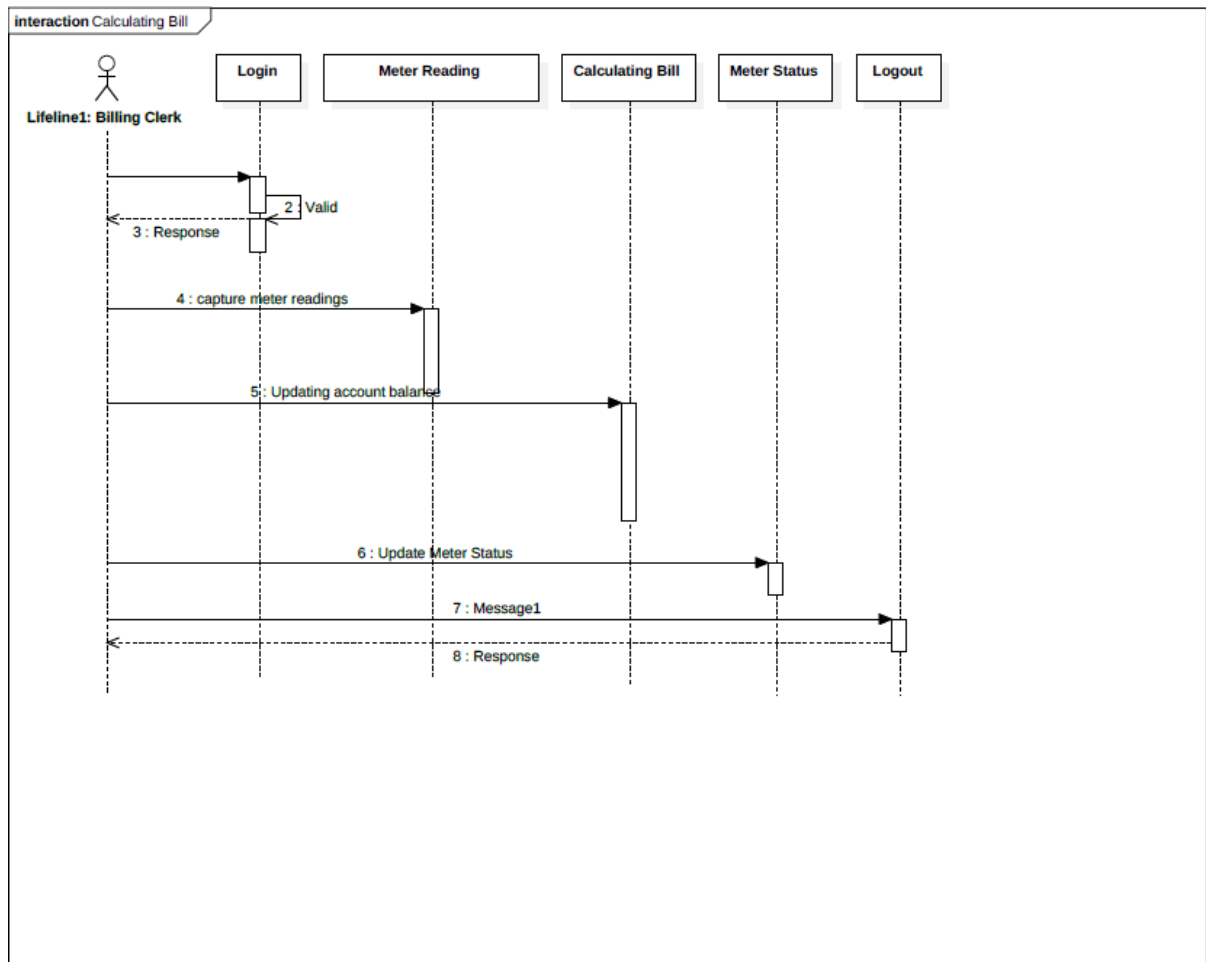 interaction Calculating Bill
Login
Meter Reading
Calculating Bill
Meter Status
Logout
Lifeline1: Billing Clerk
2 : Valid
3 : Response
4 : capture meter readings
5 : Updating account balance
6 : Update Meter Status
7 : Message1
8 : Response